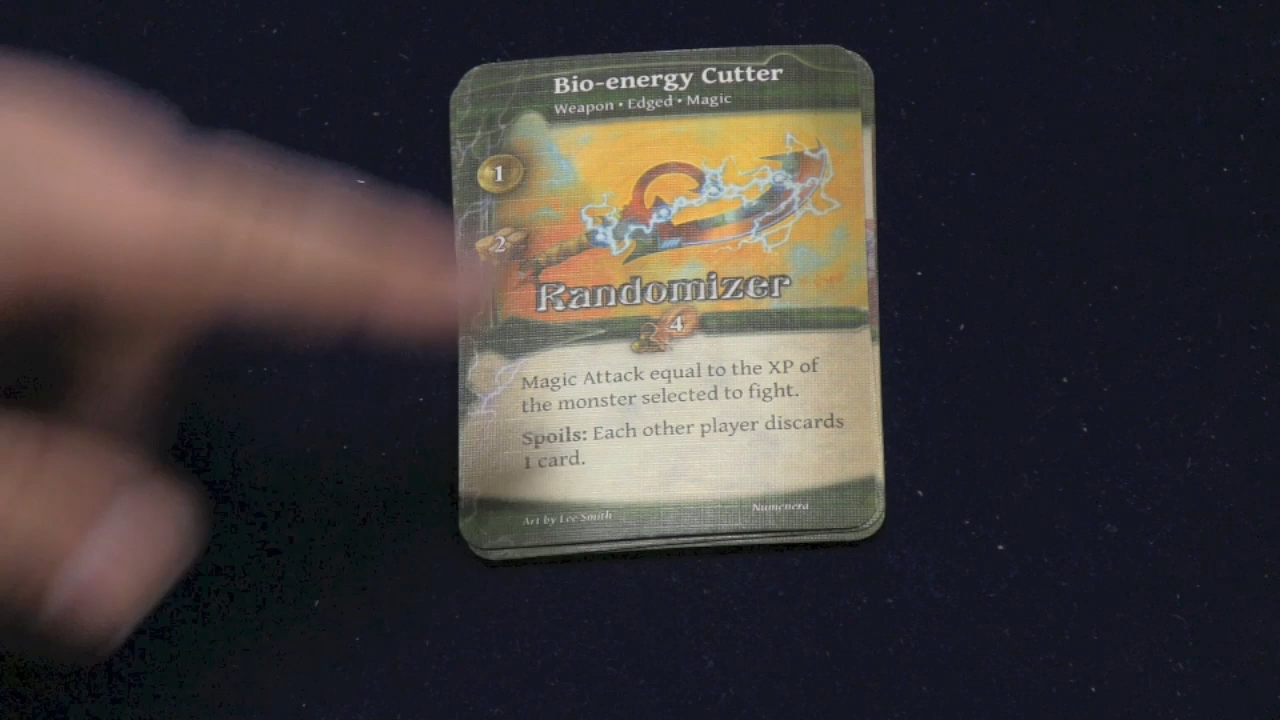 Bio-energy Cutter
Weapon • Edged • Magic
1
2
Randomizer
4
Magic Attack equal to the XP of
the monster selected to fight.
Spoils: Each other player discards
1 card.
Art by Lee Smith
Numenera